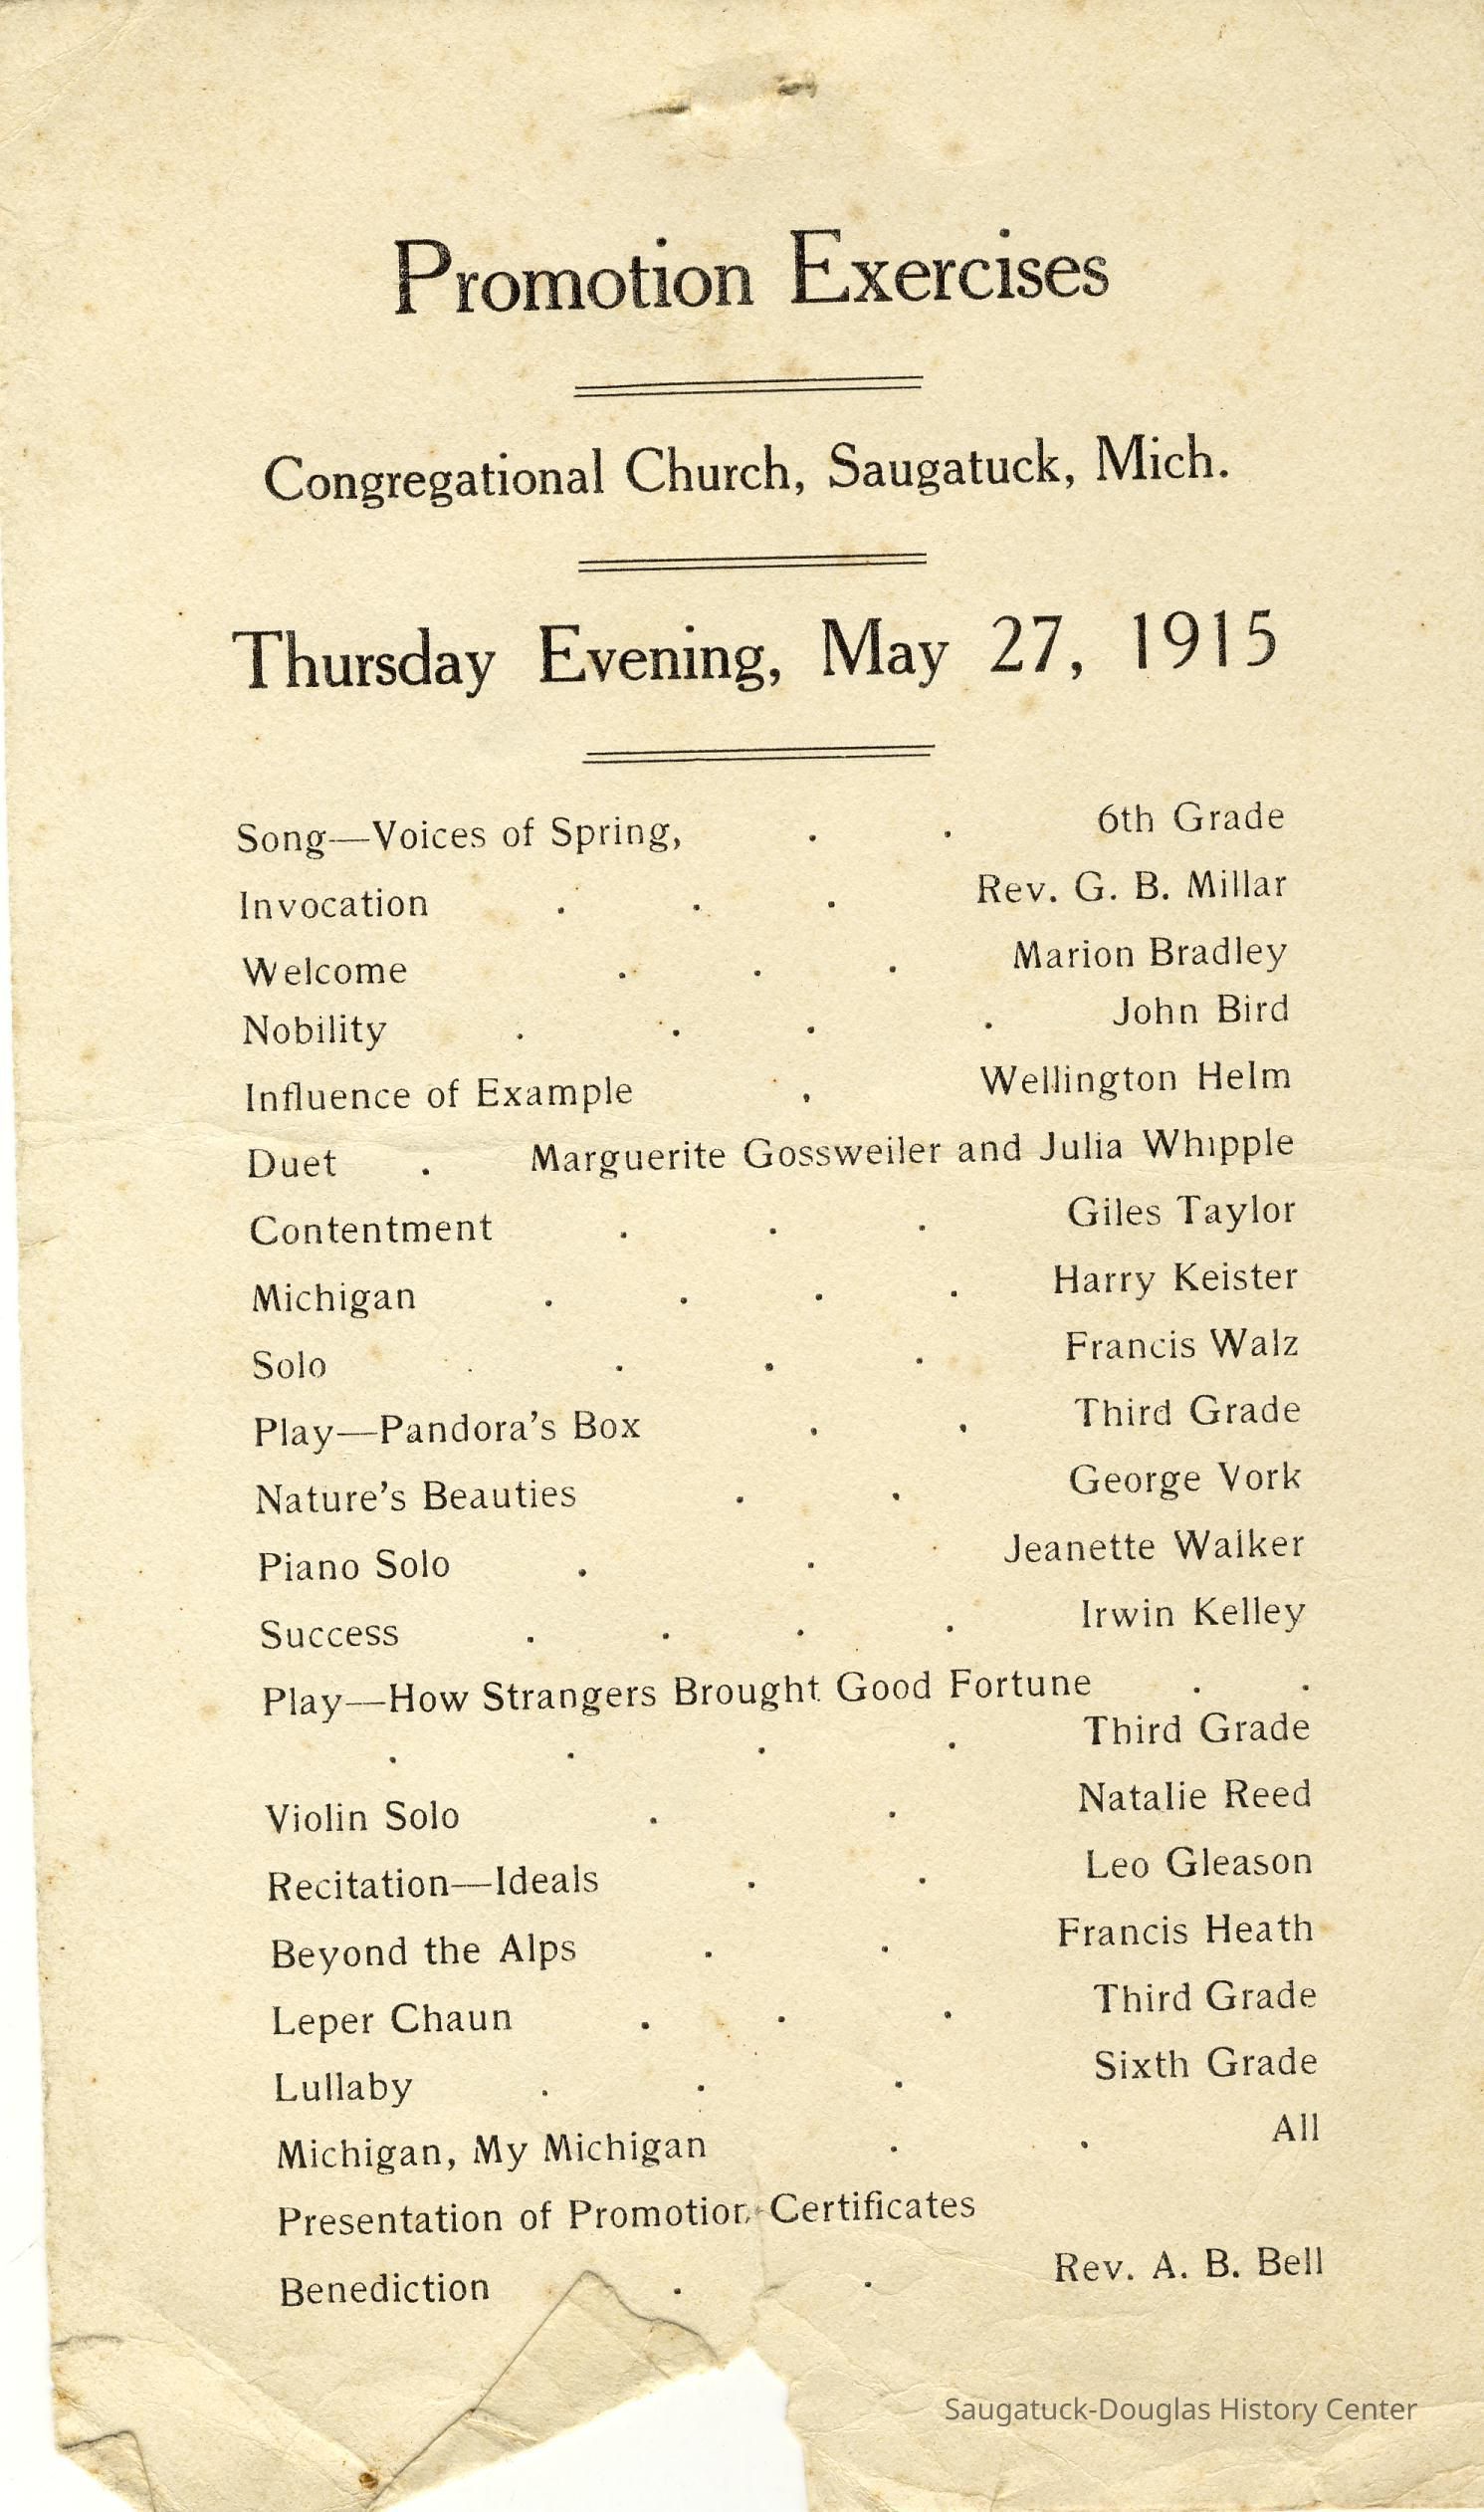 Promotion Exercises
Congregational Church, Saugatuck, Mich.
Thursday Evening, May 27, 1915
Song—Voices of Spring, . . 6th Grade
Invocation . . . Rev. G. B. Millar
Welcome . . . Marion Bradley
Nobility . . . . John Bird
Influence of Example . Wellington Helm
Duet . Marguerite Gossweiler and Julia Whipple
Contentment . . . Giles Taylor
Michigan . . . . Harry Keister
Solo . . . . Francis Walz
Play—Pandora's Box . . Third Grade
Nature's Beauties . . George Vork
Piano Solo . . Jeanette Walker
Success . . . . Irwin Kelley
Play—How Strangers Brought Good Fortune . .
. . . . Third Grade
Violin Solo . . Natalie Reed
Recitation—Ideals . . Leo Gleason
Beyond the Alps . . Francis Heath
Leper Chaun . . . Third Grade
Lullaby . . . Sixth Grade
Michigan, My Michigan . . All
Presentation of Promotion Certificates
Benediction . . Rev. A. B. Bell
Saugatuck-Douglas History Center